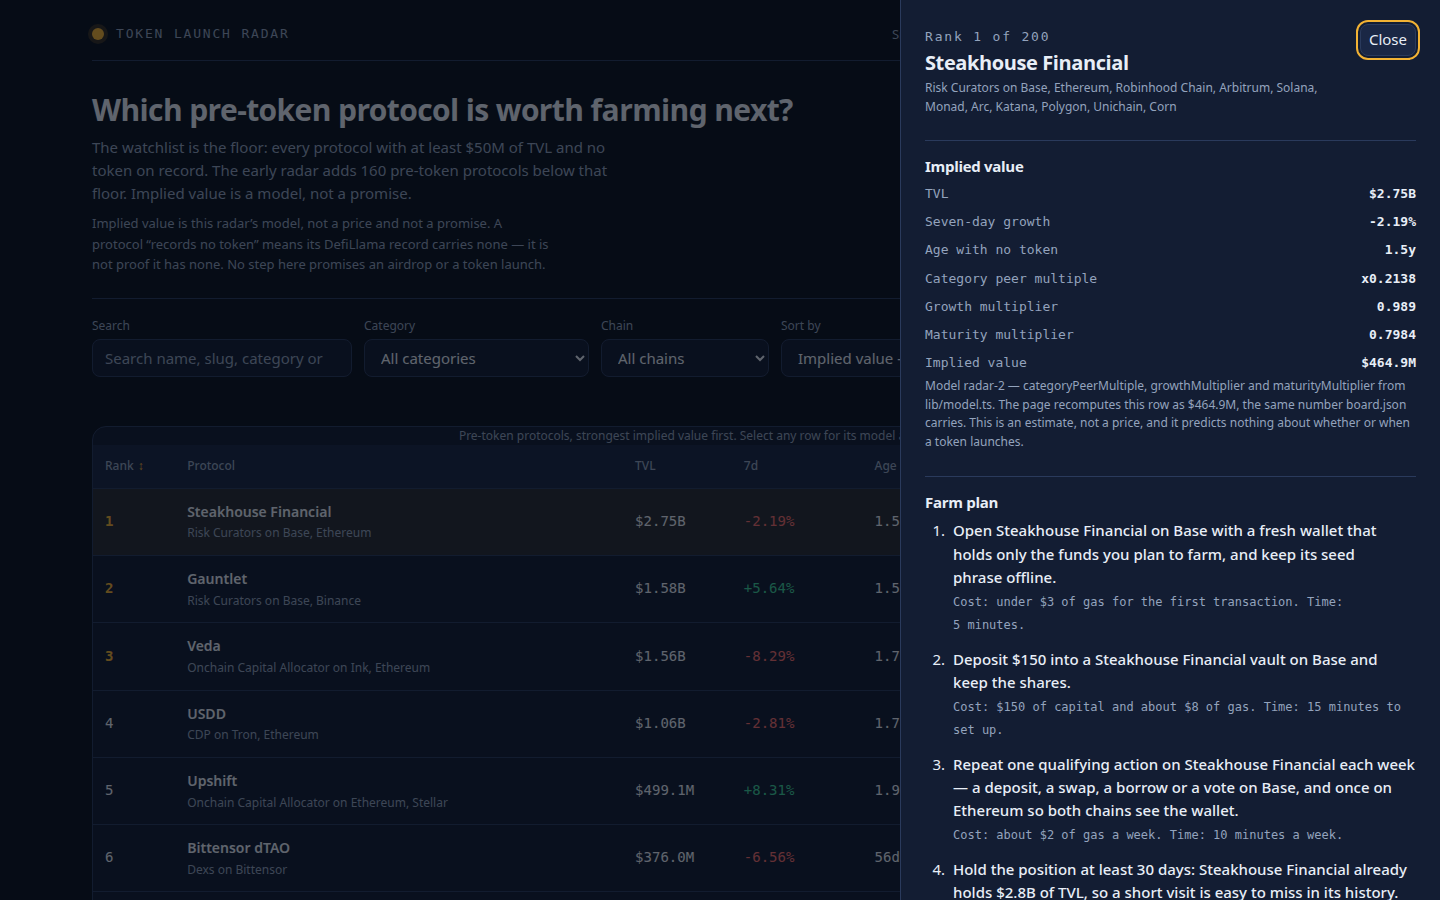 TOKEN LAUNCH RADAR
S
Which pre-token protocol is worth farming next?
The watchlist is the floor: every protocol with at least $50M of TVL and no
token on record. The early radar adds 160 pre-token protocols below that
floor. Implied value is a model, not a promise.
Implied value is this radar’s model, not a price and not a promise. A
protocol “records no token” means its DefiLlama record carries none — it is
not proof it has none. No step here promises an airdrop or a token launch.
Search
Category
Chain
Sort by
Search name, slug, category or
All categories
All chains
Implied value -
Pre-token protocols, strongest implied value first. Select any row for its model
Rank ↕
Protocol
TVL
7d
Age
1
Steakhouse Financial
Risk Curators on Base, Ethereum
$2.75B
-2.19%
1.5
2
Gauntlet
Risk Curators on Base, Binance
$1.58B
+5.64%
1.5
3
Veda
Onchain Capital Allocator on Ink, Ethereum
$1.56B
-8.29%
1.7
4
USDD
CDP on Tron, Ethereum
$1.06B
-2.81%
1.7
5
Upshift
Onchain Capital Allocator on Ethereum, Stellar
$499.1M
+8.31%
1.9
6
Bittensor dTAO
Dexs on Bittensor
$376.0M
-6.56%
56d
Rank 1 of 200
Close
Steakhouse Financial
Risk Curators on Base, Ethereum, Robinhood Chain, Arbitrum, Solana,
Monad, Arc, Katana, Polygon, Unichain, Corn
Implied value
TVL $2.75B
Seven-day growth -2.19%
Age with no token 1.5y
Category peer multiple x0.2138
Growth multiplier 0.989
Maturity multiplier 0.7984
Implied value $464.9M
Model radar-2 — categoryPeerMultiple, growthMultiplier and maturityMultiplier from
lib/model.ts. The page recomputes this row as $464.9M, the same number board.json
carries. This is an estimate, not a price, and it predicts nothing about whether or when
a token launches.
Farm plan
1. Open Steakhouse Financial on Base with a fresh wallet that
holds only the funds you plan to farm, and keep its seed
phrase offline.
Cost: under $3 of gas for the first transaction. Time:
5 minutes.
2. Deposit $150 into a Steakhouse Financial vault on Base and
keep the shares.
Cost: $150 of capital and about $8 of gas. Time: 15 minutes to
set up.
3. Repeat one qualifying action on Steakhouse Financial each week
— a deposit, a swap, a borrow or a vote on Base, and once on
Ethereum so both chains see the wallet.
Cost: about $2 of gas a week. Time: 10 minutes a week.
4. Hold the position at least 30 days: Steakhouse Financial already
holds $2.8B of TVL, so a short visit is easy to miss in its history.